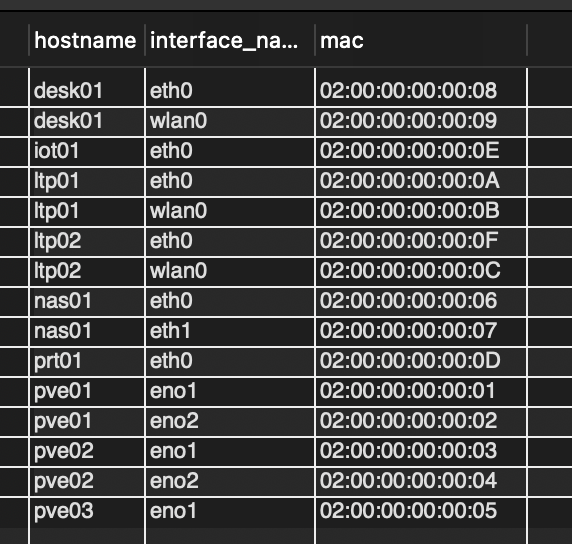 hostname interface_na... mac
desk01 eth0 02:00:00:00:00:08
desk01 wlan0 02:00:00:00:00:09
iot01 eth0 02:00:00:00:00:0E
ltp01 eth0 02:00:00:00:00:0A
ltp01 wlan0 02:00:00:00:00:0B
ltp02 eth0 02:00:00:00:00:0F
ltp02 wlan0 02:00:00:00:00:0C
nas01 eth0 02:00:00:00:00:06
nas01 eth1 02:00:00:00:00:07
prt01 eth0 02:00:00:00:00:0D
pve01 eno1 02:00:00:00:00:01
pve01 eno2 02:00:00:00:00:02
pve02 eno1 02:00:00:00:00:03
pve02 eno2 02:00:00:00:00:04
pve03 eno1 02:00:00:00:00:05